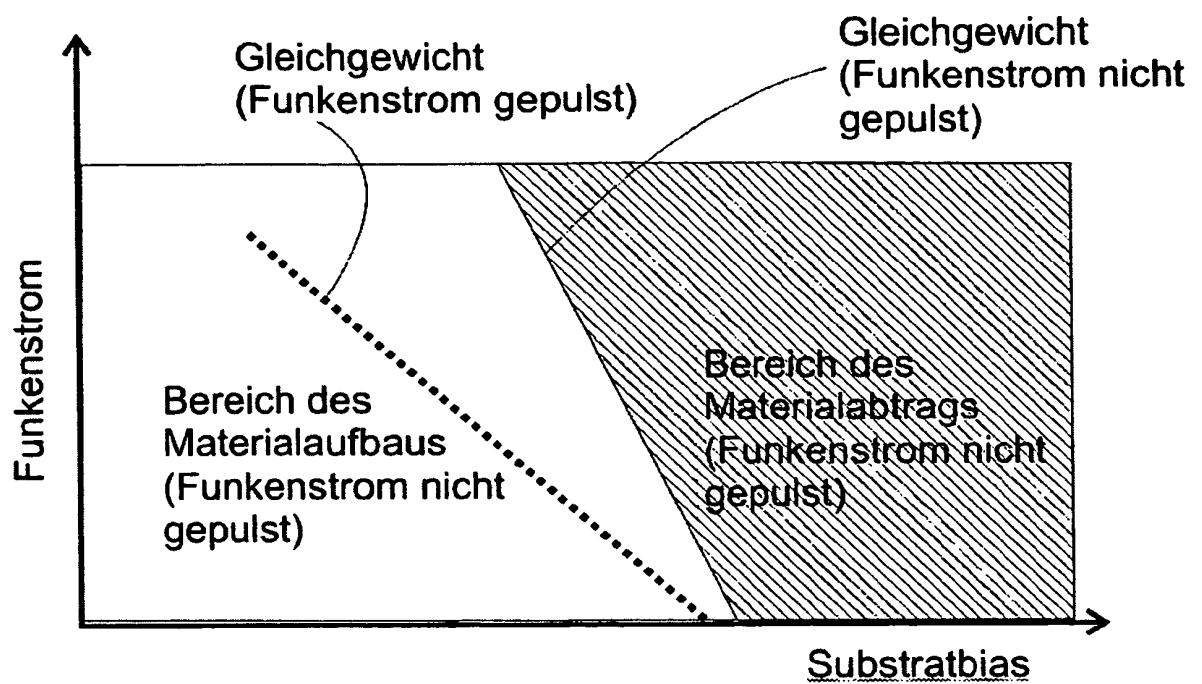 Gleichgewicht
(Funkenstrom gepulst)
Gleichgewicht
(Funkenstrom nicht
gepulst)
Funkenstrom
Bereich des
Materialaufbaus
(Funkenstrom nicht
gepulst)
Bereich des
Materialabtrags
(Funkenstrom nicht
gepulst)
Substratbias